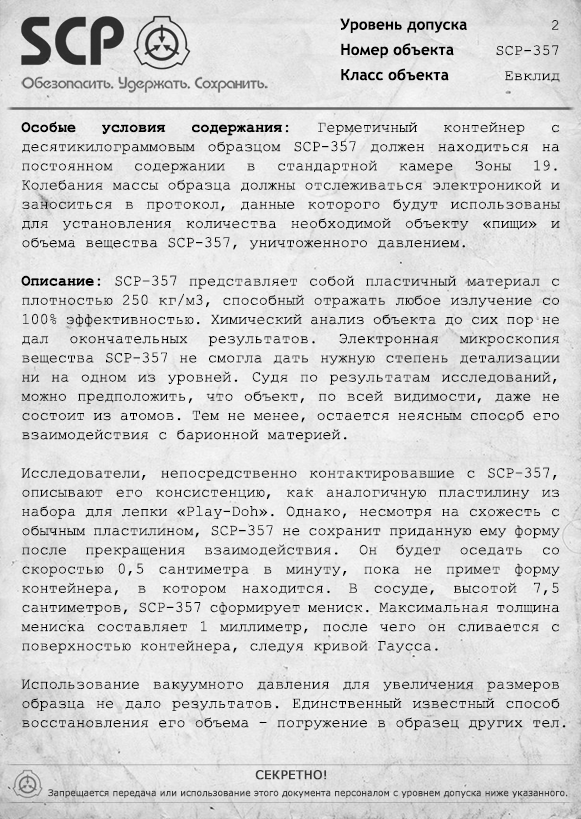 SCP
Обезопасить. Удержать. Сохранить.
Уровень допуска 2
Номер объекта SCP-357
Класс объекта Евклид
Особые условия содержания: Герметичный контейнер с
десятикилограммовым образцом SCP-357 должен находиться на
постоянном содержании в стандартной камере Зоны 19.
Колебания массы образца должны отслеживаться электроникой и
заноситься в протокол, данные которого будут использованы
для установления количества необходимой объекту «пищи» и
объема вещества SCP-357, уничтоженного давлением.
Описание: SCP-357 представляет собой пластичный материал с
плотностью 250 кг/м3, способный отражать любое излучение со
100% эффективностью. Химический анализ объекта до сих пор не
дал окончательных результатов. Электронная микроскопия
вещества SCP-357 не смогла дать нужную степень детализации
ни на одном из уровней. Судя по результатам исследований,
можно предположить, что объект, по всей видимости, даже не
состоит из атомов. Тем не менее, остается неясным способ его
взаимодействия с барионной материей.
Исследователи, непосредственно контактировавшие с SCP-357,
описывают его консистенцию, как аналогичную пластилину из
набора для лепки «Play-Doh». Однако, несмотря на схожесть с
обычным пластилином, SCP-357 не сохранит приданную ему форму
после прекращения взаимодействия. Он будет оседать со
скоростью 0,5 сантиметра в минуту, пока не примет форму
контейнера, в котором находится. В сосуде, высотой 7,5
сантиметров, SCP-357 сформирует мениск. Максимальная толщина
мениска составляет 1 миллиметр, после чего он сливается с
поверхностью контейнера, следуя кривой Гаусса.
Использование вакуумного давления для увеличения размеров
образца не дало результатов. Единственный известный способ
восстановления его объема – погружение в образец других тел.
СЕКРЕТНО!
Запрещается передача или использование этого документа персоналом с уровнем допуска ниже указанного.